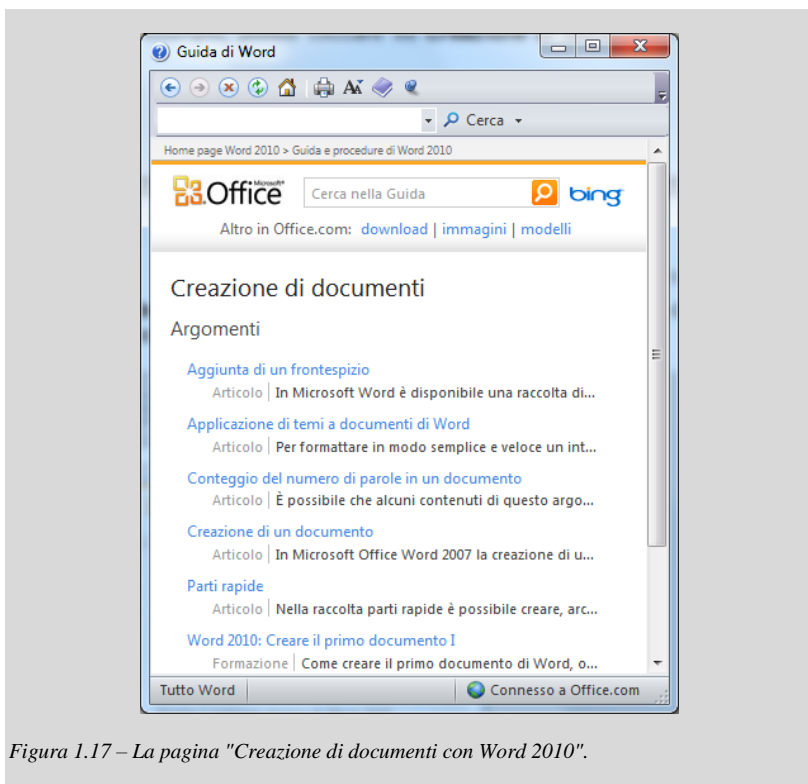 Guida di Word
Cerca
Home page Word 2010 > Guida e procedure di Word 2010
Office Microsoft® Cerca nella Guida bing
Altro in Office.com: download | immagini | modelli
Creazione di documenti
Argomenti
Aggiunta di un frontespizio
Articolo | In Microsoft Word è disponibile una raccolta di...
Applicazione di temi a documenti di Word
Articolo | Per formattare in modo semplice e veloce un int...
Conteggio del numero di parole in un documento
Articolo | È possibile che alcuni contenuti di questo argo...
Creazione di un documento
Articolo | In Microsoft Office Word 2007 la creazione di u...
Parti rapide
Articolo | Nella raccolta parti rapide è possibile creare, arc...
Word 2010: Creare il primo documento I
Formazione | Come creare il primo documento di Word, o...
Tutto Word Connesso a Office.com
Figura 1.17 – La pagina "Creazione di documenti con Word 2010".